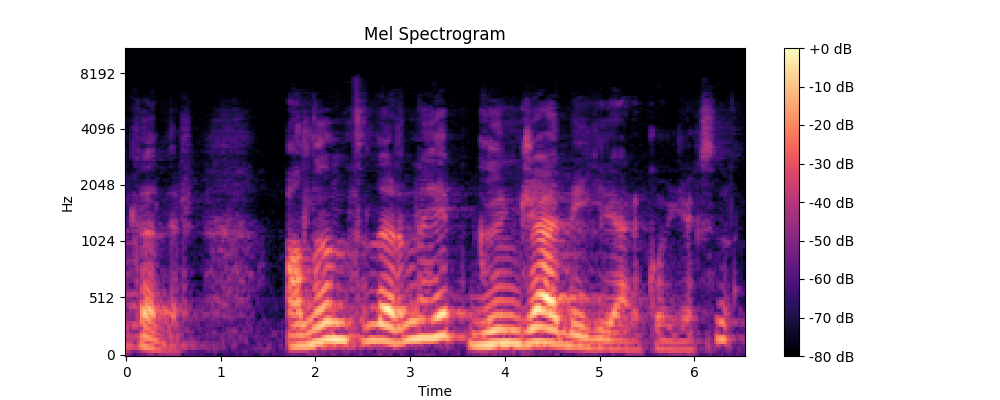 Mel Spectrogram
Hz
8192
4096
2048
1024
512
0
0 1 2 3 4 5 6
Time
+0 dB
-10 dB
-20 dB
-30 dB
-40 dB
-50 dB
-60 dB
-70 dB
-80 dB